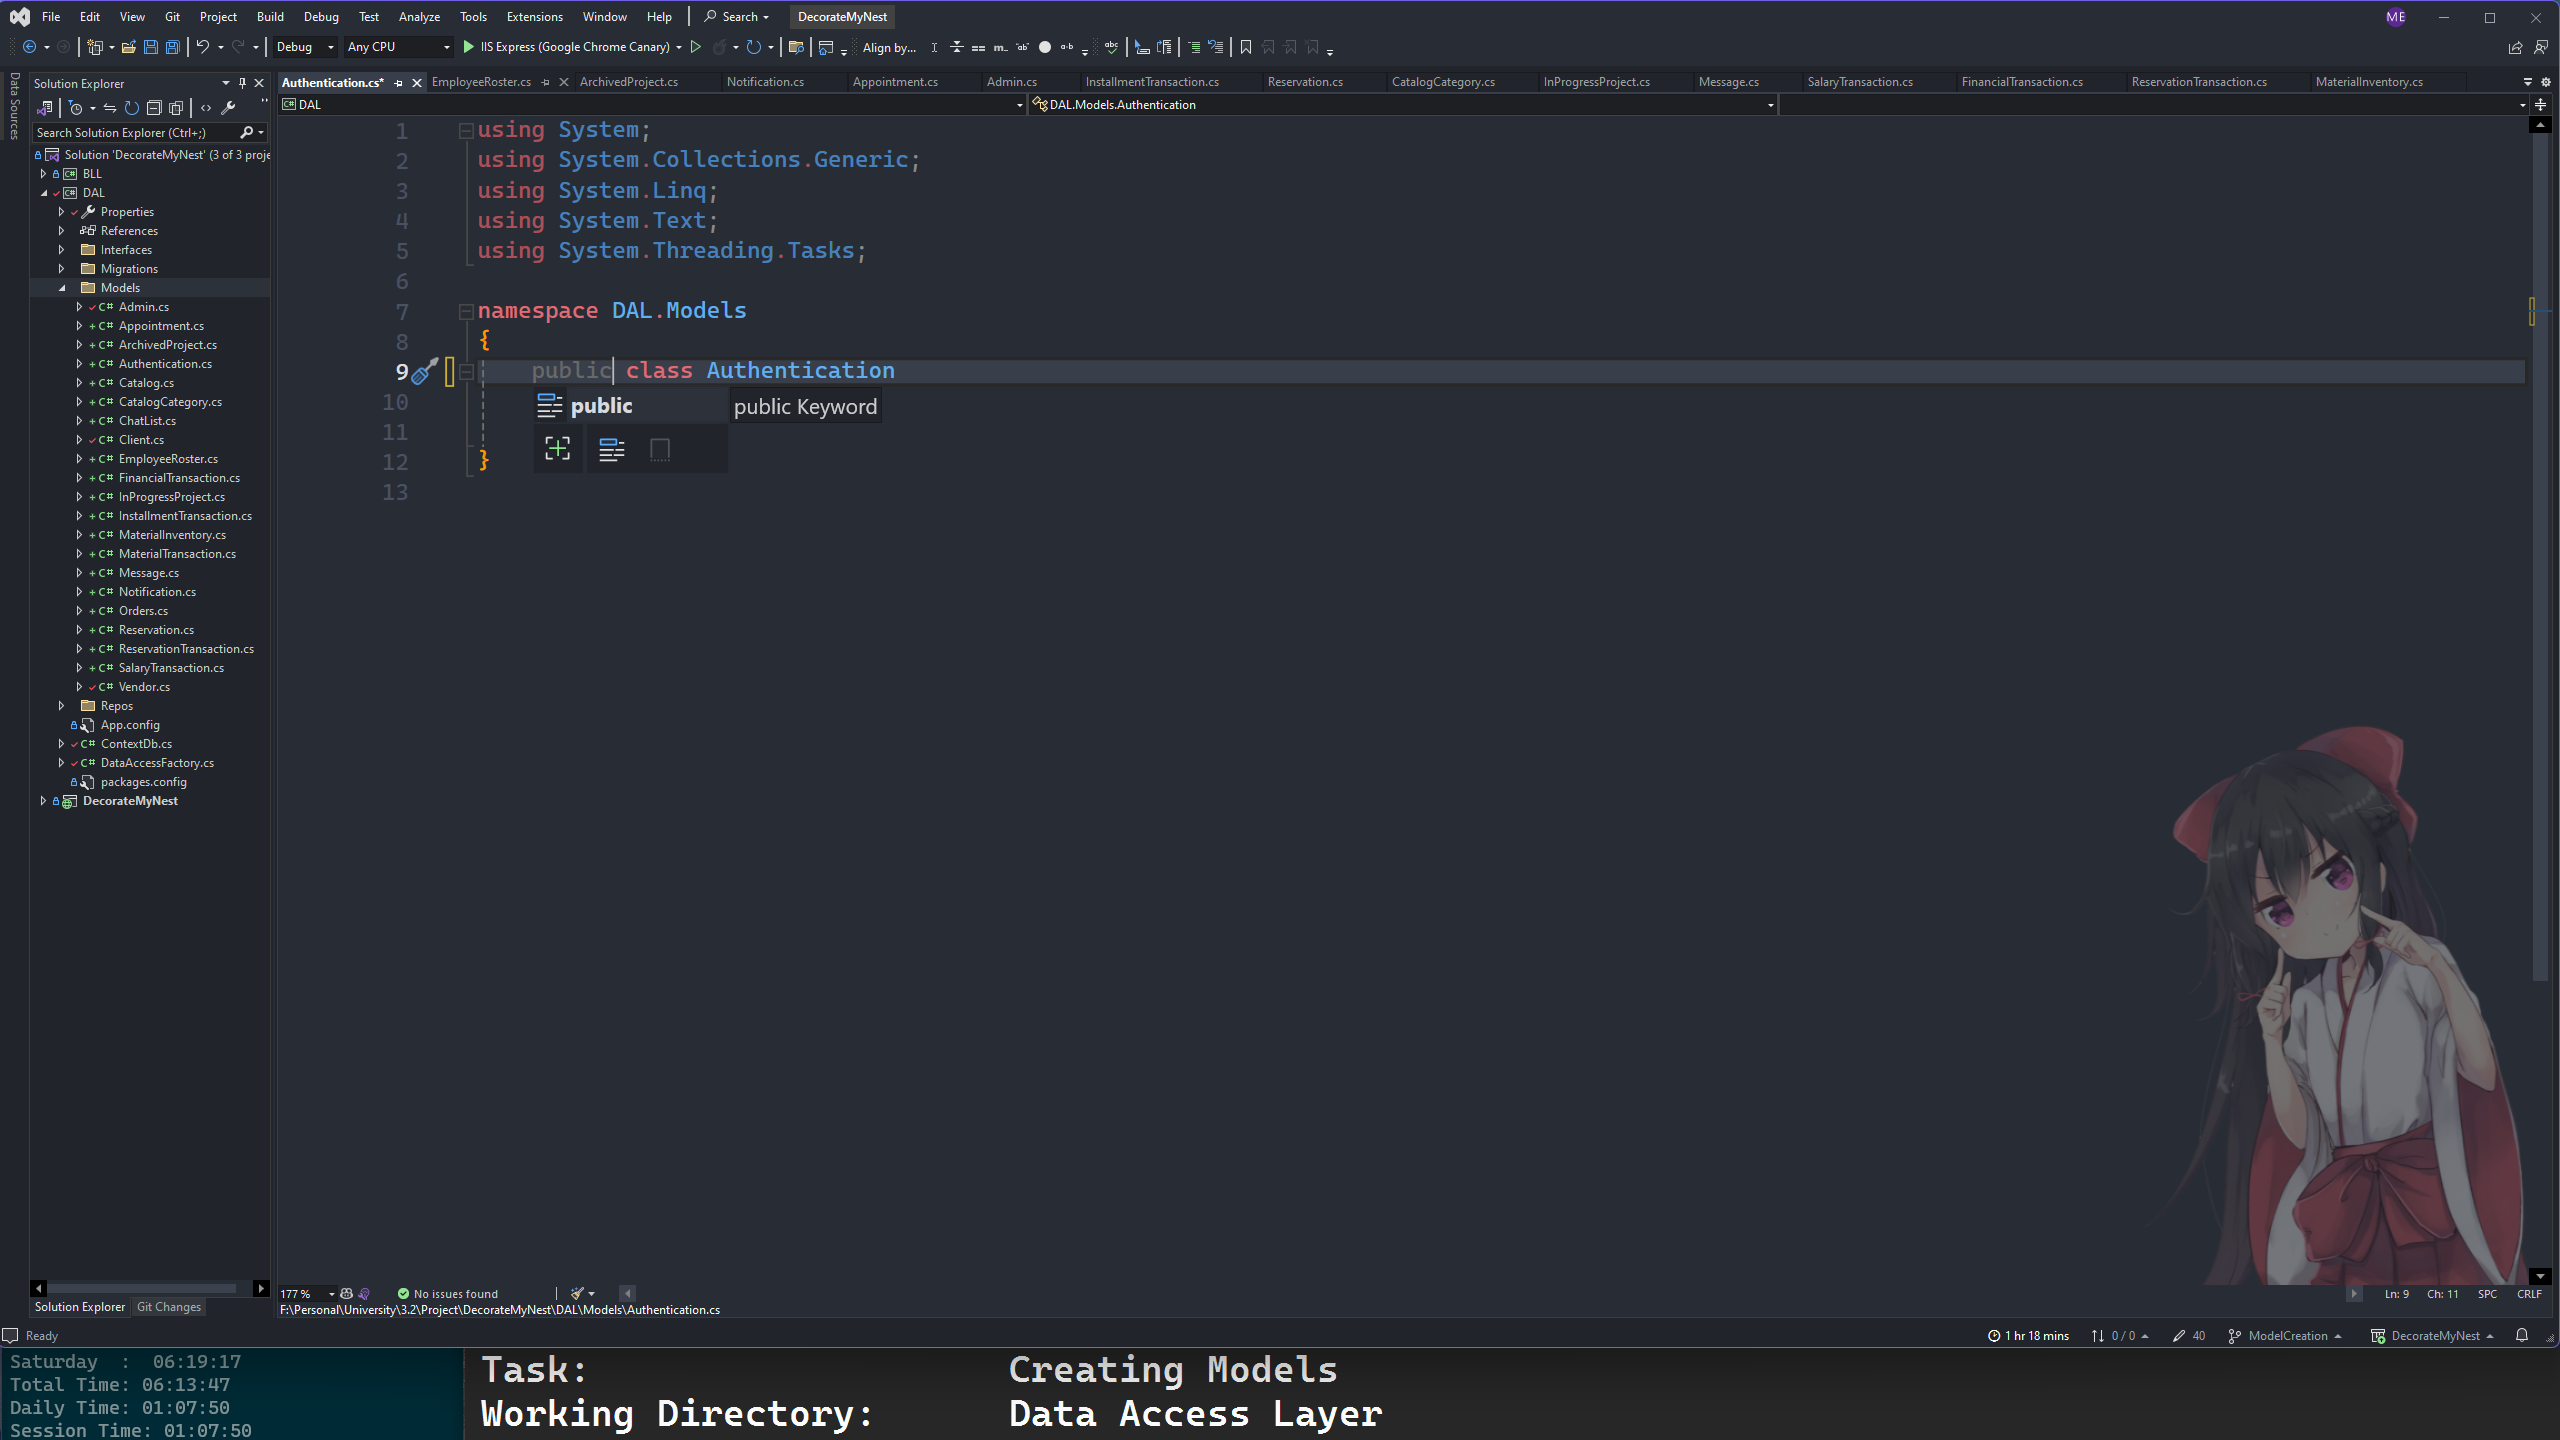 File Edit View Git Project Build Debug Test Analyze Tools Extensions Window Help Search DecorateMyNest ME
Debug Any CPU IIS Express (Google Chrome Canary) Align by...
Data Sources
Solution Explorer
Search Solution Explorer (Ctrl+;)
Solution 'DecorateMyNest' (3 of 3 proje
BLL
DAL
Properties
References
Interfaces
Migrations
Models
C# Admin.cs
C# Appointment.cs
C# ArchivedProject.cs
C# Authentication.cs
C# Catalog.cs
C# CatalogCategory.cs
C# ChatList.cs
C# Client.cs
C# EmployeeRoster.cs
C# FinancialTransaction.cs
C# InProgressProject.cs
C# InstallmentTransaction.cs
C# MaterialInventory.cs
C# MaterialTransaction.cs
C# Message.cs
C# Notification.cs
C# Orders.cs
C# Reservation.cs
C# ReservationTransaction.cs
C# SalaryTransaction.cs
C# Vendor.cs
Repos
App.config
C# ContextDb.cs
C# DataAccessFactory.cs
packages.config
DecorateMyNest
Solution Explorer Git Changes
Authentication.cs* EmployeeRoster.cs ArchivedProject.cs Notification.cs Appointment.cs Admin.cs InstallmentTransaction.cs Reservation.cs CatalogCategory.cs InProgressProject.cs Message.cs SalaryTransaction.cs FinancialTransaction.cs ReservationTransaction.cs MaterialInventory.cs
C# DAL DAL.Models.Authentication
1 using System;
2 using System.Collections.Generic;
3 using System.Linq;
4 using System.Text;
5 using System.Threading.Tasks;
6
7 namespace DAL.Models
8 {
9 public class Authentication
10 public public Keyword
11
12 }
13
177 % No issues found Ln: 9 Ch: 11 SPC CRLF
F:\Personal\University\3.2\Project\DecorateMyNest\DAL\Models\Authentication.cs
Ready 1 hr 18 mins 0 / 0 40 ModelCreation DecorateMyNest
Saturday : 06:19:17
Total Time: 06:13:47
Daily Time: 01:07:50
Session Time: 01:07:50
Task: Creating Models
Working Directory: Data Access Layer